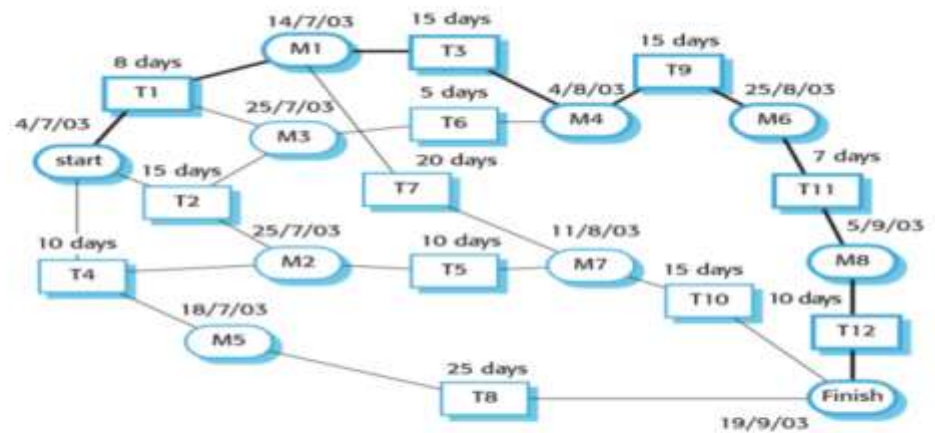 14/7/03
15 days
M1
T3
15 days
8 days
T9
T1
25/7/03
5 days
4/8/03
25/8/03
4/7/03
M3
T6
M4
M6
start
15 days
20 days
7 days
T2
T7
T11
25/7/03
11/8/03
5/9/03
10 days
M2
10 days
M7
M8
T4
T5
15 days
18/7/03
T10
10 days
M5
T12
25 days
T8
Finish
19/9/03